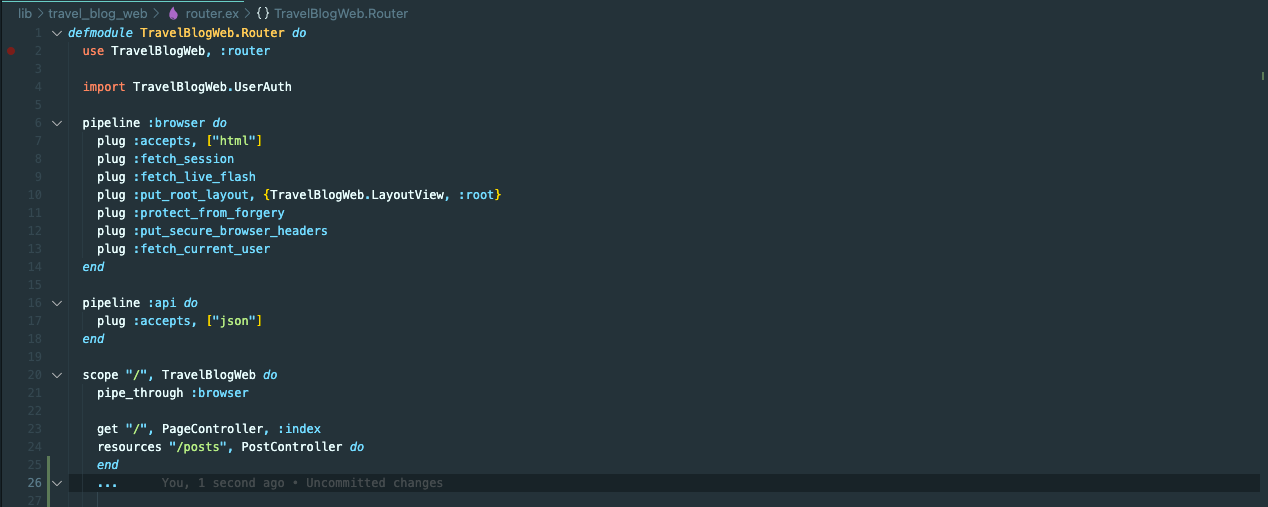 lib > travel_blog_web > router.ex > {} TravelBlogWeb.Router
1 defmodule TravelBlogWeb.Router do
2 use TravelBlogWeb, :router
3
4 import TravelBlogWeb.UserAuth
5
6 pipeline :browser do
7 plug :accepts, ["html"]
8 plug :fetch_session
9 plug :fetch_live_flash
10 plug :put_root_layout, {TravelBlogWeb.LayoutView, :root}
11 plug :protect_from_forgery
12 plug :put_secure_browser_headers
13 plug :fetch_current_user
14 end
15
16 pipeline :api do
17 plug :accepts, ["json"]
18 end
19
20 scope "/", TravelBlogWeb do
21 pipe_through :browser
22
23 get "/", PageController, :index
24 resources "/posts", PostController do
25 end
26 ... You, 1 second ago • Uncommitted changes
27